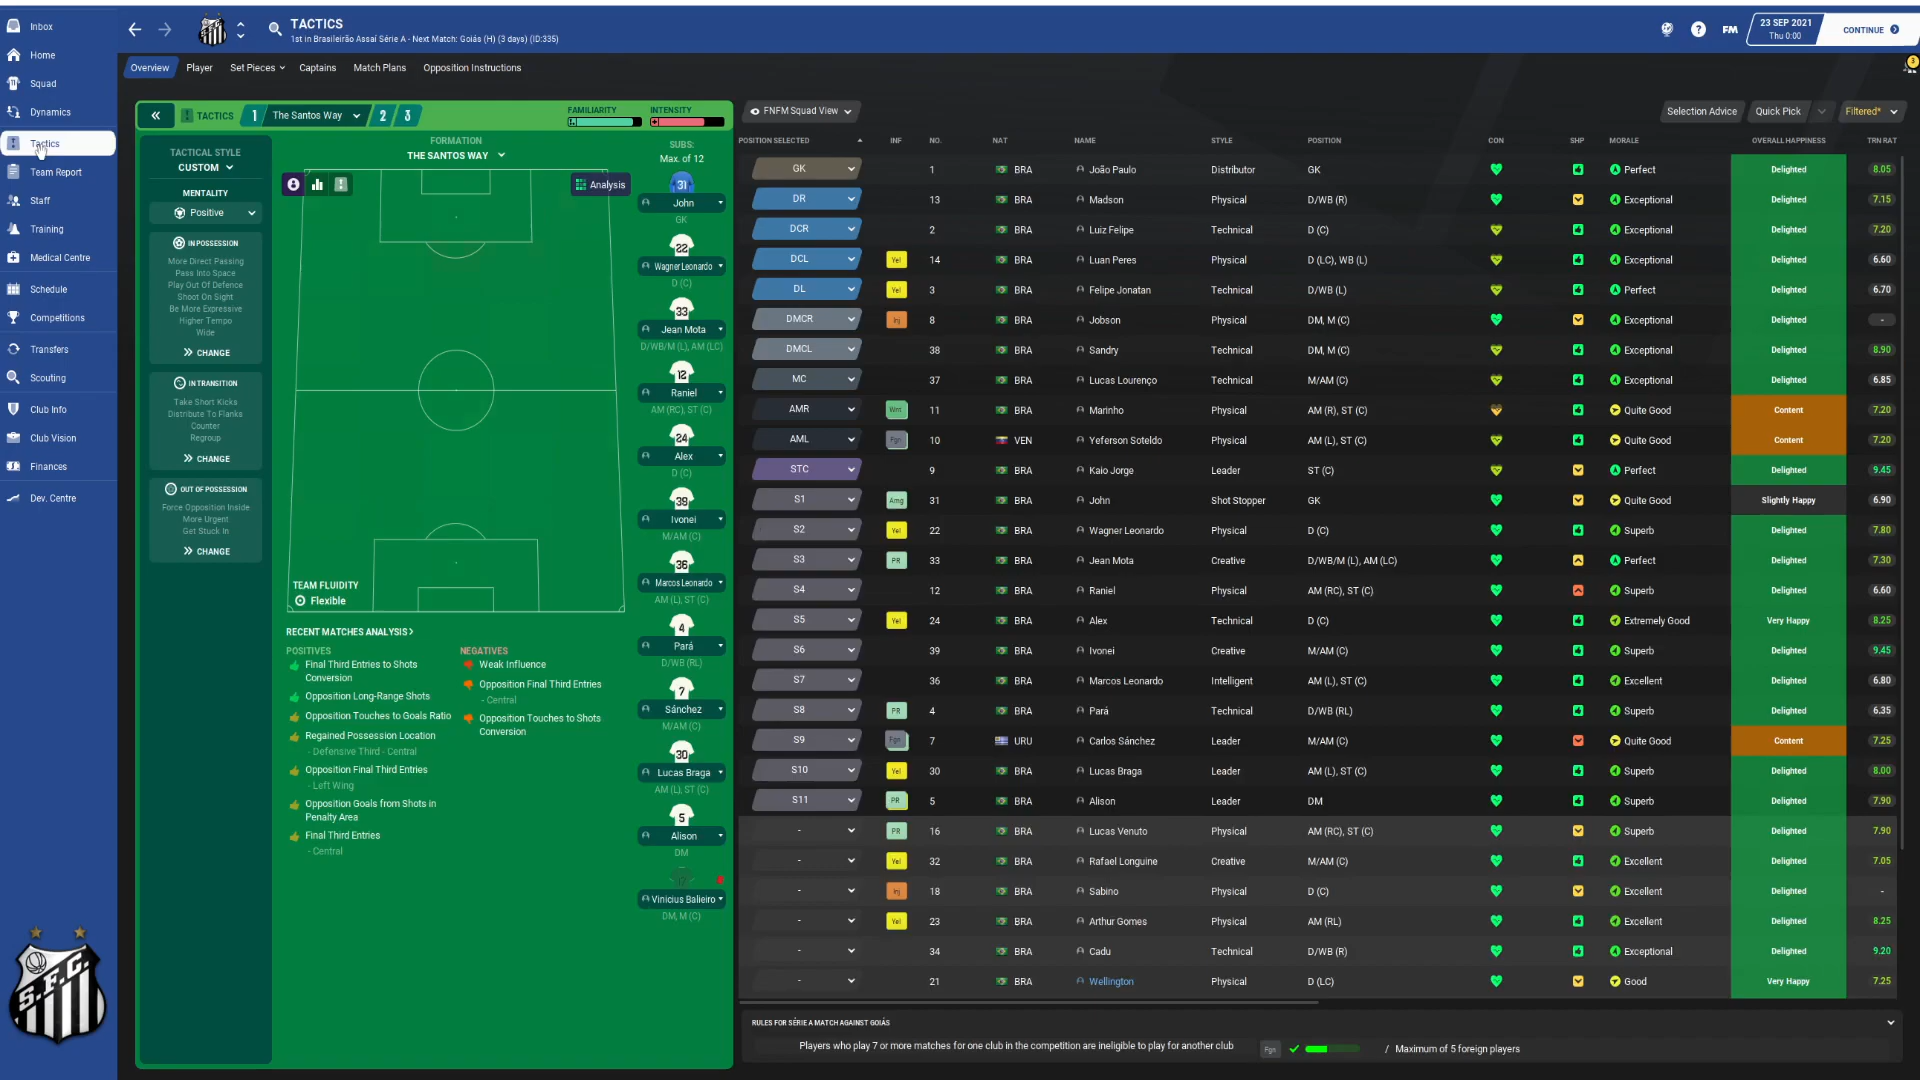 Inbox
Home
Squad
Dynamics
Tactics
Team Report
Staff
Training
Medical Centre
Schedule
Competitions
Transfers
Scouting
Club Info
Club Vision
Finances
Dev. Centre
S.F.C.
TACTICS
1st in Brasileirão Assaí Série A - Next Match: Goiás (H) (3 days) (ID:335)
FM
23 SEP 2021
Thu 0:00
CONTINUE
3
Overview Player Set Pieces Captains Match Plans Opposition Instructions
TACTICS 1 The Santos Way 2 3
FAMILIARITY
INTENSITY
TACTICAL STYLE
CUSTOM
MENTALITY
Positive
IN POSSESSION
More Direct Passing
Pass Into Space
Play Out Of Defence
Shoot On Sight
Be More Expressive
Higher Tempo
Wide
CHANGE
IN TRANSITION
Take Short Kicks
Distribute To Flanks
Counter
Regroup
CHANGE
OUT OF POSSESSION
Force Opposition Inside
More Urgent
Get Stuck In
CHANGE
FORMATION
THE SANTOS WAY
Analysis
TEAM FLUIDITY
Flexible
RECENT MATCHES ANALYSIS
POSITIVES
Final Third Entries to Shots
Conversion
Opposition Long-Range Shots
Opposition Touches to Goals Ratio
Regained Possession Location
- Defensive Third - Central
Opposition Final Third Entries
- Left Wing
Opposition Goals from Shots in
Penalty Area
Final Third Entries
- Central
NEGATIVES
Weak Influence
Opposition Final Third Entries
- Central
Opposition Touches to Shots
Conversion
SUBS:
Max. of 12
31
John
GK
22
Wagner Leonardo
D (C)
33
Jean Mota
D/WB/M (L), AM (LC)
12
Raniel
AM (RC), ST (C)
24
Alex
D (C)
39
Ivonei
M/AM (C)
36
Marcos Leonardo
AM (L), ST (C)
4
Pará
D/WB (RL)
7
Sánchez
M/AM (C)
30
Lucas Braga
AM (L), ST (C)
5
Alison
DM
Vinicius Balieiro
DM, M (C)
FNFM Squad View
Selection Advice Quick Pick Filtered*
POSITION SELECTED INF NO. NAT NAME STYLE POSITION CON SHP MORALE OVERALL HAPPINESS TRN RAT
GK 1 BRA João Paulo Distributor GK Perfect Delighted 8.05
DR 13 BRA Madson Physical D/WB (R) Exceptional Delighted 7.15
DCR 2 BRA Luiz Felipe Technical D (C) Exceptional Delighted 7.20
DCL Yel 14 BRA Luan Peres Physical D (LC), WB (L) Exceptional Delighted 6.60
DL Yel 3 BRA Felipe Jonatan Technical D/WB (L) Perfect Delighted 6.70
DMCR Inj 8 BRA Jobson Physical DM, M (C) Exceptional Delighted -
DMCL 38 BRA Sandry Technical DM, M (C) Exceptional Delighted 8.90
MC 37 BRA Lucas Lourenço Technical M/AM (C) Exceptional Delighted 6.85
AMR Wnt 11 BRA Marinho Physical AM (R), ST (C) Quite Good Content 7.20
AML Fgn 10 VEN Yeferson Soteldo Physical AM (L), ST (C) Quite Good Content 7.20
STC 9 BRA Kaio Jorge Leader ST (C) Perfect Delighted 9.45
S1 Amg 31 BRA John Shot Stopper GK Quite Good Slightly Happy 6.90
S2 Yel 22 BRA Wagner Leonardo Physical D (C) Superb Delighted 7.80
S3 PR 33 BRA Jean Mota Creative D/WB/M (L), AM (LC) Perfect Delighted 7.30
S4 12 BRA Raniel Physical AM (RC), ST (C) Superb Delighted 6.60
S5 Yel 24 BRA Alex Technical D (C) Extremely Good Very Happy 8.25
S6 39 BRA Ivonei Creative M/AM (C) Superb Delighted 9.45
S7 36 BRA Marcos Leonardo Intelligent AM (L), ST (C) Excellent Delighted 6.80
S8 PR 4 BRA Pará Technical D/WB (RL) Superb Delighted 6.35
S9 Fgn 7 URU Carlos Sánchez Leader M/AM (C) Quite Good Content 7.25
S10 Yel 30 BRA Lucas Braga Leader AM (L), ST (C) Superb Delighted 8.00
S11 PR 5 BRA Alison Leader DM Superb Delighted 7.90
- PR 16 BRA Lucas Venuto Physical AM (RC), ST (C) Superb Delighted 7.90
- Yel 32 BRA Rafael Longuine Creative M/AM (C) Excellent Delighted 7.05
- Inj 18 BRA Sabino Physical D (C) Excellent Delighted -
- Yel 23 BRA Arthur Gomes Physical AM (RL) Excellent Delighted 8.25
- 34 BRA Cadu Technical D/WB (R) Exceptional Delighted 9.20
- 21 BRA Wellington Physical D (LC) Good Very Happy 7.25
RULES FOR SÉRIE A MATCH AGAINST GOIÁS
Players who play 7 or more matches for one club in the competition are ineligible to play for another club Fgn / Maximum of 5 foreign players